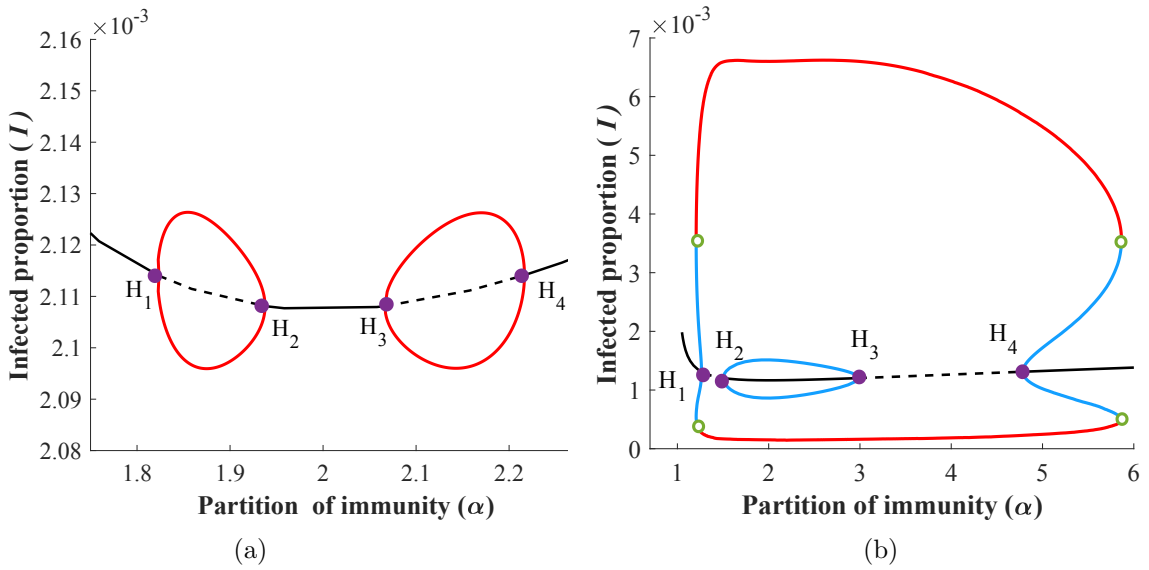 ×10⁻³
2.16
2.15
2.14
2.13
2.12
2.11
2.1
2.09
2.08
Infected proportion ( I )
H₁
H₂
H₃
H₄
1.8
1.9
2
2.1
2.2
Partition of immunity (α)
(a)
×10⁻³
7
6
5
4
3
2
1
0
Infected proportion ( I )
H₁
H₂
H₃
H₄
1
2
3
4
5
6
Partition of immunity (α)
(b)